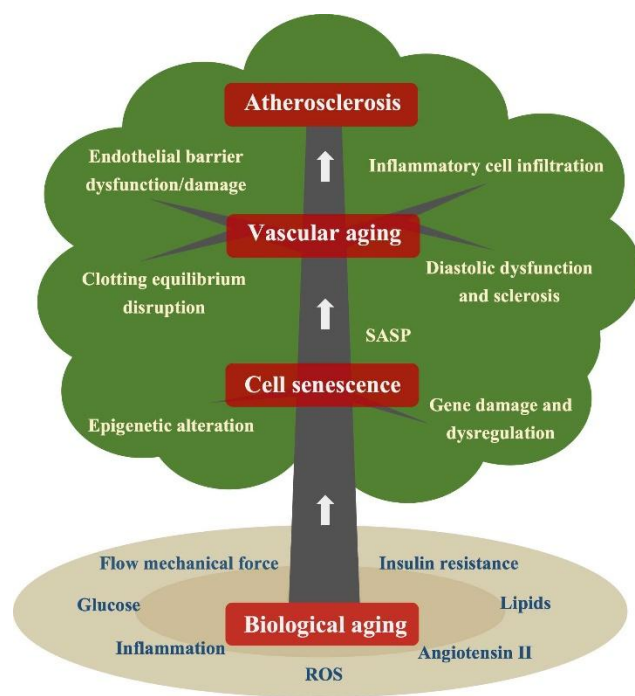 Atherosclerosis
Endothelial barrier
dysfunction/damage
Inflammatory cell infiltration
Vascular aging
Clotting equilibrium
disruption
Diastolic dysfunction
and sclerosis
SASP
Cell senescence
Epigenetic alteration
Gene damage and
dysregulation
Flow mechanical force
Insulin resistance
Glucose
Lipids
Biological aging
Inflammation
Angiotensin II
ROS